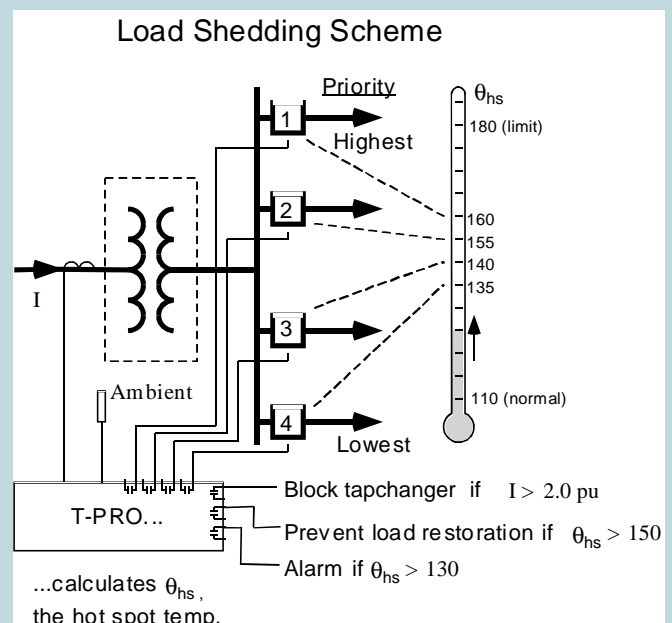 Load Shedding Scheme
Priority
θhs
1
180 (limit)
Highest
2
160
155
140
135
I
3
Ambient
110 (normal)
4
Lowest
T-PRO...
Block tapchanger if I > 2.0 pu
Prevent load restoration if θhs > 150
Alarm if θhs > 130
...calculates θhs,
the hot spot temp.